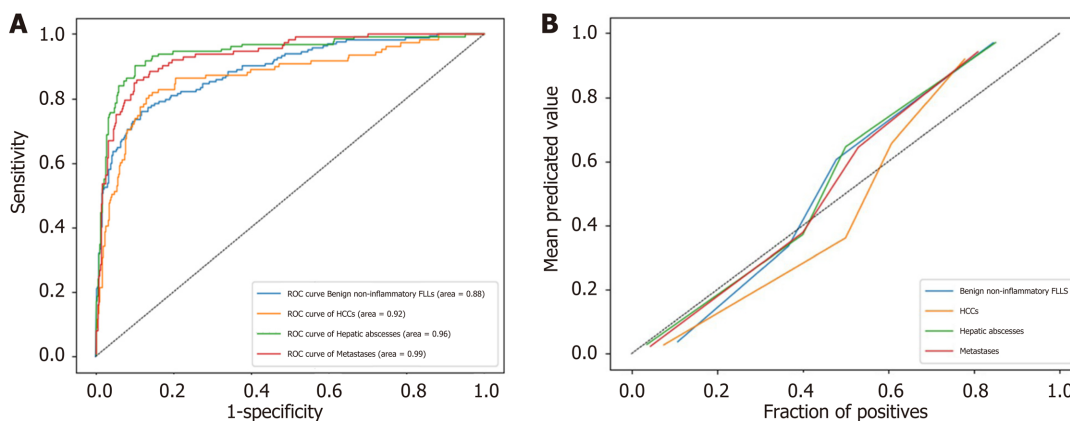 A
1.0
0.8
0.6
0.4
0.2
0.0
Sensitivity
ROC curve Benign non-inflammatory FLLs (area = 0.88)
ROC curve of HCCs (area = 0.92)
ROC curve of Hepatic abscesses (area = 0.96)
ROC curve of Metastases (area = 0.99)
0.0 0.2 0.4 0.6 0.8 1.0
1-specificity
B
1.0
0.8
0.6
0.4
0.2
0.0
Mean predicated value
Benign non-inflammatory FLLS
HCCs
Hepatic abscesses
Metastases
0.0 0.2 0.4 0.6 0.8 1.0
Fraction of positives